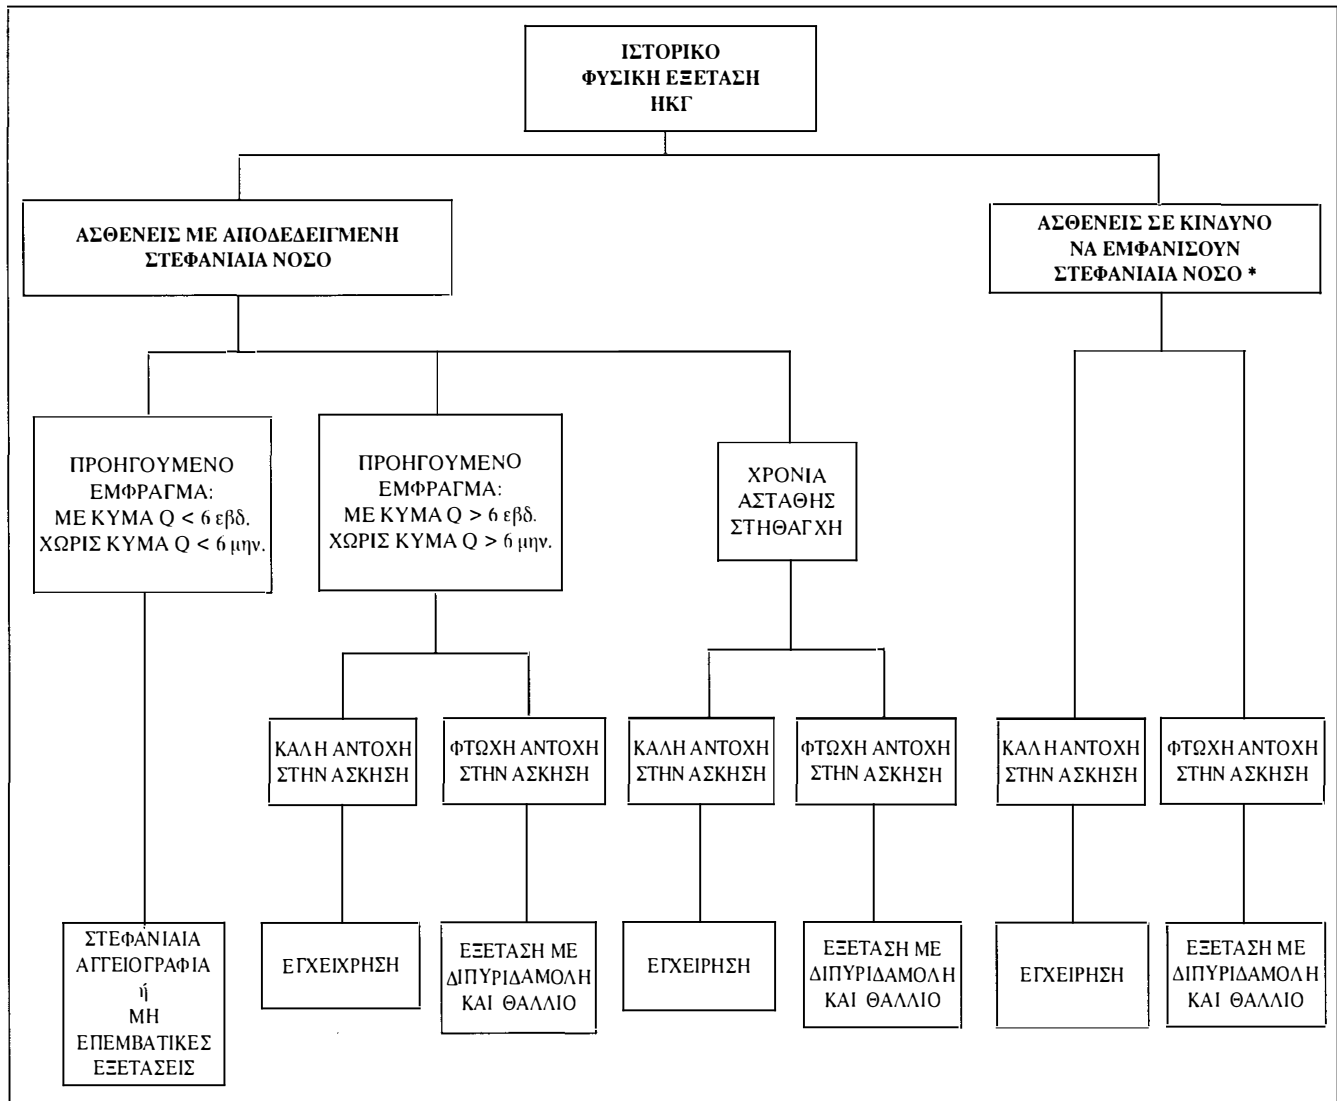 ΙΣΤΟΡΙΚΟ
ΦΥΣΙΚΗ ΕΞΕΤΑΣΗ
ΗΚΓ
ΑΣΘΕΝΕΙΣ ΜΕ ΑΠΟΔΕΔΕΙΓΜΕΝΗ
ΣΤΕΦΑΝΙΑΙΑ ΝΟΣΟ
ΑΣΘΕΝΕΙΣ ΣΕ ΚΙΝΔΥΝΟ
ΝΑ ΕΜΦΑΝΙΣΟΥΝ
ΣΤΕΦΑΝΙΑΙΑ ΝΟΣΟ *
ΠΡΟΗΓΟΥΜΕΝΟ
ΕΜΦΡΑΓΜΑ:
ΜΕ ΚΥΜΑ Q < 6 εβδ.
ΧΩΡΙΣ ΚΥΜΑ Q < 6 μην.
ΠΡΟΗΓΟΥΜΕΝΟ
ΕΜΦΡΑΓΜΑ:
ΜΕ ΚΥΜΑ Q > 6 εβδ.
ΧΩΡΙΣ ΚΥΜΑ Q > 6 μην.
ΧΡΟΝΙΑ
ΑΣΤΑΘΗΣ
ΣΤΗΘΑΓΧΗ
ΚΑΛΗ ΑΝΤΟΧΗ
ΣΤΗΝ ΑΣΚΗΣΗ
ΦΤΩΧΗ ΑΝΤΟΧΗ
ΣΤΗΝ ΑΣΚΗΣΗ
ΚΑΛΗ ΑΝΤΟΧΗ
ΣΤΗΝ ΑΣΚΗΣΗ
ΦΤΩΧΗ ΑΝΤΟΧΗ
ΣΤΗΝ ΑΣΚΗΣΗ
ΚΑΛΗ ΑΝΤΟΧΗ
ΣΤΗΝ ΑΣΚΗΣΗ
ΦΤΩΧΗ ΑΝΤΟΧΗ
ΣΤΗΝ ΑΣΚΗΣΗ
ΣΤΕΦΑΝΙΑΙΑ
ΑΓΓΕΙΟΓΡΑΦΙΑ
ή
ΜΗ
ΕΠΕΜΒΑΤΙΚΕΣ
ΕΞΕΤΑΣΕΙΣ
ΕΓΧΕΙΧΡΗΣΗ
ΕΞΕΤΑΣΗ ΜΕ
ΔΙΠΥΡΙΔΑΜΟΛΗ
ΚΑΙ ΘΑΛΛΙΟ
ΕΓΧΕΙΡΗΣΗ
ΕΞΕΤΑΣΗ ΜΕ
ΔΙΠΥΡΙΔΑΜΟΛΗ
ΚΑΙ ΘΑΛΛΙΟ
ΕΓΧΕΙΡΗΣΗ
ΕΞΕΤΑΣΗ ΜΕ
ΔΙΠΥΡΙΔΑΜΟΛΗ
ΚΑΙ ΘΑΛΛΙΟ